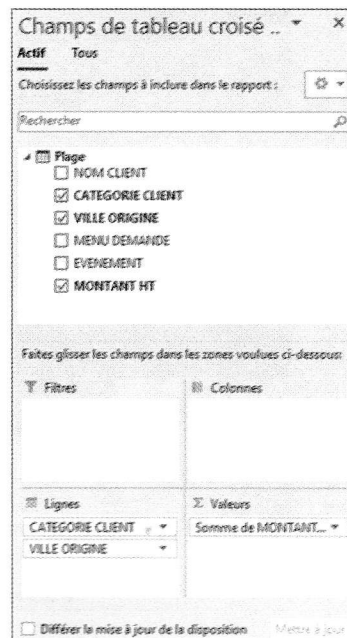 Champs de tableau croisé ..
Actif Tous
Choisissez les champs à inclure dans le rapport :
Rechercher
Plage
NOM CLIENT
CATEGORIE CLIENT
VILLE ORIGINE
MENU DEMANDE
EVENEMENT
MONTANT HT
Faites glisser les champs dans les zones voulues ci-dessous:
Filtres
Colonnes
Lignes
Σ Valeurs
CATEGORIE CLIENT
Somme de MONTANT...
VILLE ORIGINE
Différer la mise à jour de la disposition
Mettre à jour